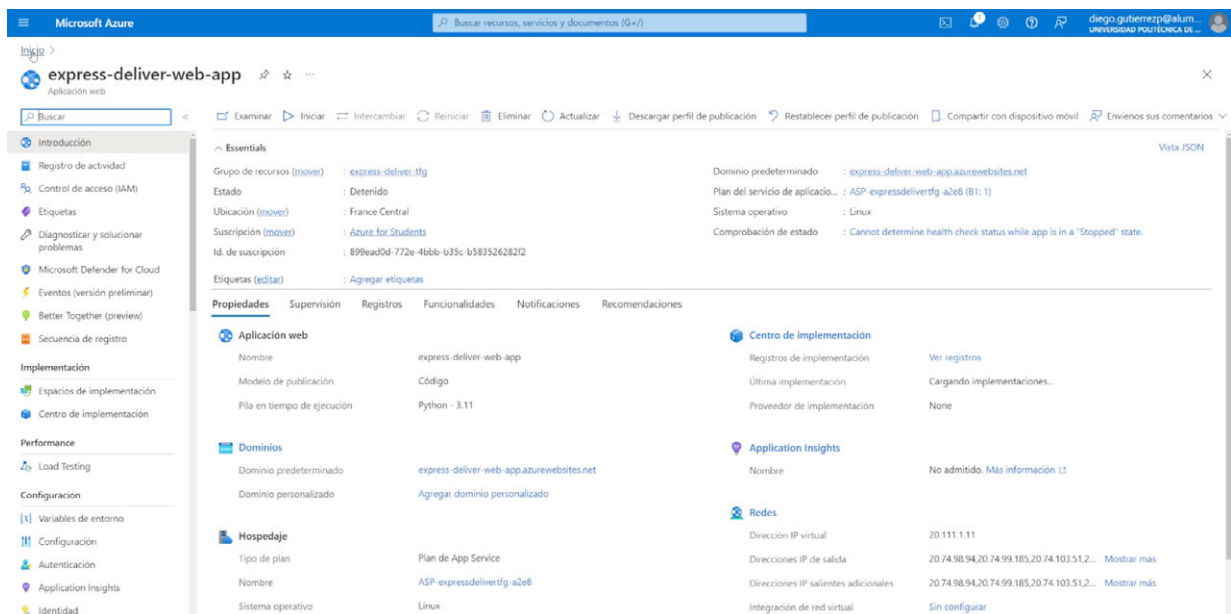 Microsoft Azure
Buscar recursos, servicios y documentos (G+/)
1
diego.gutierrezp@alum...
UNIVERSIDAD POLITÉCNICA DE ...
Inicio >
express-deliver-web-app ...
Aplicación web
Buscar
«
Examinar Iniciar Intercambiar Reiniciar Eliminar Actualizar Descargar perfil de publicación Restablecer perfil de publicación Compartir con dispositivo móvil Envíenos sus comentarios
Introducción
Registro de actividad
Control de acceso (IAM)
Etiquetas
Diagnosticar y solucionar
problemas
Microsoft Defender for Cloud
Eventos (versión preliminar)
Better Together (preview)
Secuencia de registro
Implementación
Espacios de implementación
Centro de implementación
Performance
Load Testing
Configuración
Variables de entorno
Configuración
Autenticación
Application Insights
Identidad
Essentials
Vista JSON
Grupo de recursos (mover) : express-deliver-tfg
Estado : Detenido
Ubicación (mover) : France Central
Suscripción (mover) : Azure for Students
Id. de suscripción : 899ead0d-772e-4bbb-b35c-b583526282f2
Etiquetas (editar) : Agregar etiquetas
Dominio predeterminado : express-deliver-web-app.azurewebsites.net
Plan del servicio de aplicacio... : ASP-expressdelivertfg-a2e8 (B1: 1)
Sistema operativo : Linux
Comprobación de estado : Cannot determine health check status while app is in a "Stopped" state.
Propiedades Supervisión Registros Funcionalidades Notificaciones Recomendaciones
Aplicación web
Nombre express-deliver-web-app
Modelo de publicación Código
Pila en tiempo de ejecución Python - 3.11
Dominios
Dominio predeterminado express-deliver-web-app.azurewebsites.net
Dominio personalizado Agregar dominio personalizado
Hospedaje
Tipo de plan Plan de App Service
Nombre ASP-expressdelivertfg-a2e8
Sistema operativo Linux
Centro de implementación
Registros de implementación Ver registros
Última implementación Cargando implementaciones...
Proveedor de implementación None
Application Insights
Nombre No admitido. Más información
Redes
Dirección IP virtual 20.111.1.11
Direcciones IP de salida 20.74.98.94,20.74.99.185,20.74.103.51,2... Mostrar más
Direcciones IP salientes adicionales 20.74.98.94,20.74.99.185,20.74.103.51,2... Mostrar más
Integración de red virtual Sin configurar